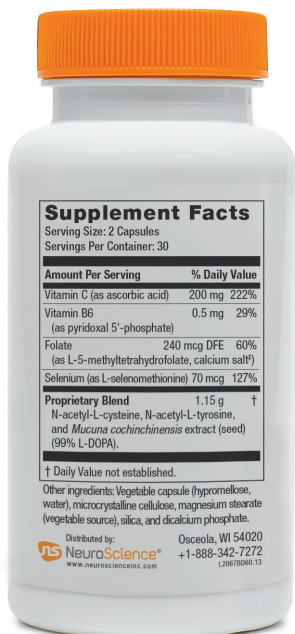 Supplement Facts
Serving Size: 2 Capsules
Servings Per Container: 30
Amount Per Serving % Daily Value
Vitamin C (as ascorbic acid) 200 mg 222%
Vitamin B6 0.5 mg 29%
(as pyridoxal 5'-phosphate)
Folate 240 mcg DFE 60%
(as L-5-methyltetrahydrofolate, calcium salt‡)
Selenium (as L-selenomethionine) 70 mcg 127%
Proprietary Blend 1.15 g †
N-acetyl-L-cysteine, N-acetyl-L-tyrosine,
and Mucuna cochinchinensis extract (seed)
(99% L-DOPA).
† Daily Value not established.
Other ingredients: Vegetable capsule (hypromellose,
water), microcrystalline cellulose, magnesium stearate
(vegetable source), silica, and dicalcium phosphate.
Distributed by:
ns NeuroScience®
www.neuroscienceinc.com
Osceola, WI 54020
+1-888-342-7272
L2067BD60.13